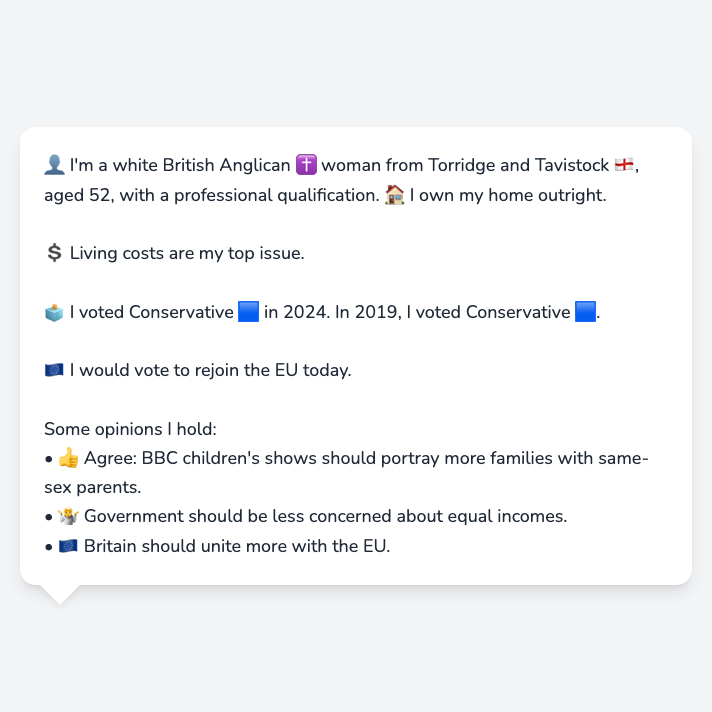 👤 I'm a white British Anglican ✝️ woman from Torridge and Tavistock 🏴󠁧󠁢󠁥󠁮󠁧󠁿,
aged 52, with a professional qualification. 🏠 I own my home outright.
💲 Living costs are my top issue.
🗳️ I voted Conservative 🟦 in 2024. In 2019, I voted Conservative 🟦.
🇪🇺 I would vote to rejoin the EU today.
Some opinions I hold:
• 👍 Agree: BBC children's shows should portray more families with same-
sex parents.
• 🤷 Government should be less concerned about equal incomes.
• 🇪🇺 Britain should unite more with the EU.